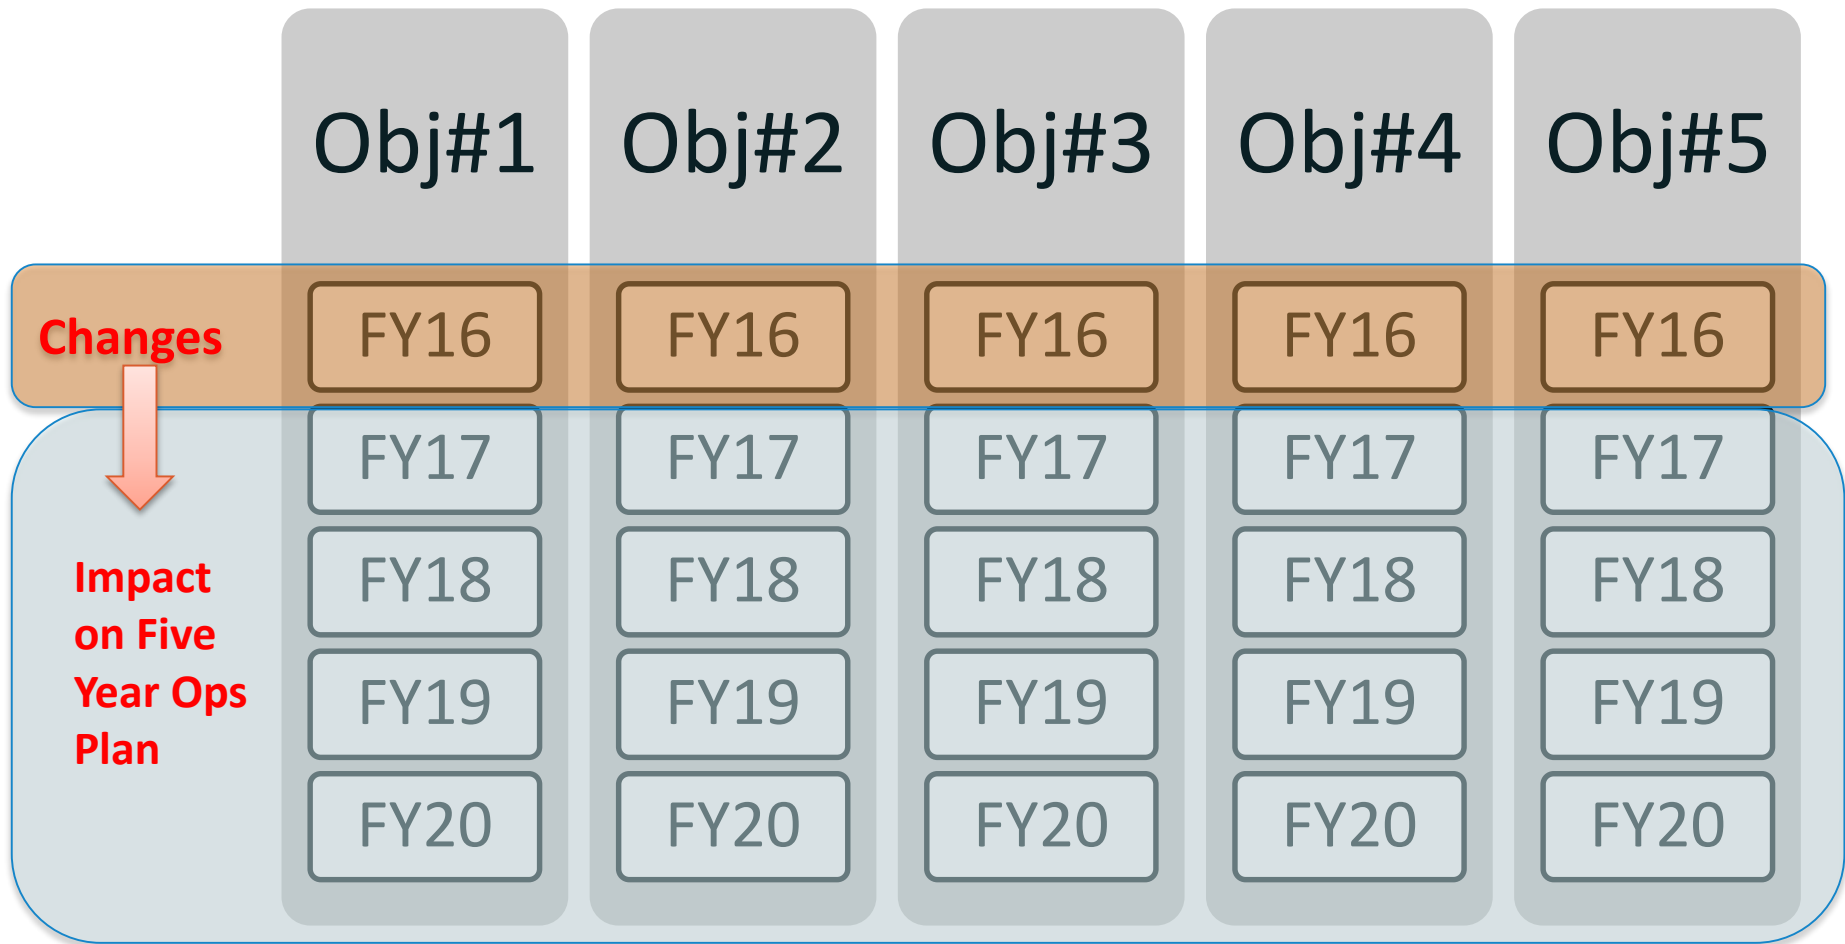 Obj#1 Obj#2 Obj#3 Obj#4 Obj#5
Changes FY16 FY16 FY16 FY16 FY16
FY17 FY17 FY17 FY17 FY17
Impact
on Five
Year Ops
Plan
FY18 FY18 FY18 FY18 FY18
FY19 FY19 FY19 FY19 FY19
FY20 FY20 FY20 FY20 FY20